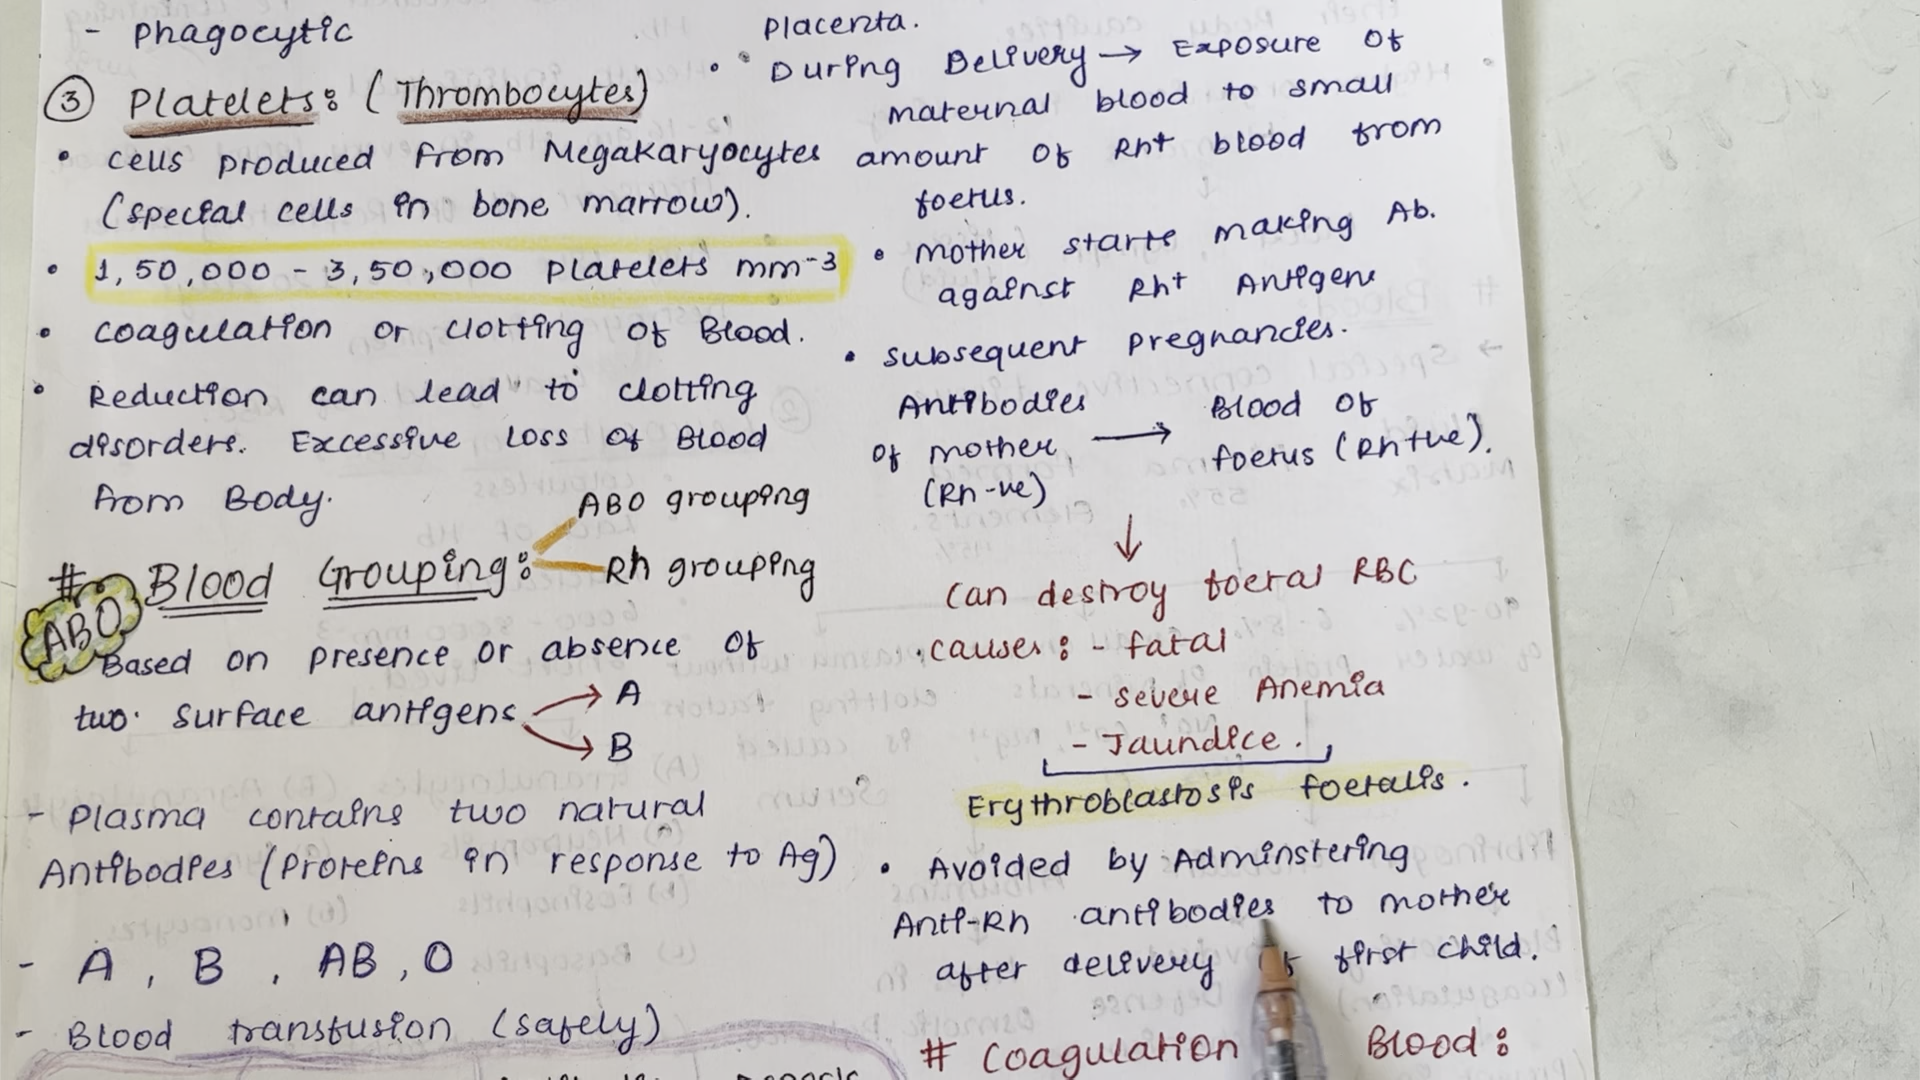 - Phagocytic
③ Platelets: (Thrombocytes)
• cells produced from Megakaryocytes
(special cells in bone marrow).
• 1,50,000 - 3,50,000 Platelets mm-3
• coagulation or clotting of Blood.
• Reduction can lead to clotting
disorders. Excessive Loss of Blood
from Body.
# Blood Grouping:
ABO grouping
Rh grouping
ABO
Based on presence or absence of
two surface antigens
A
B
- Plasma contains two natural
Antibodies (Proteins in response to Ag)
- A, B, AB, O
- Blood transfusion (safely)
Placenta.
• During Delivery → Exposure of
maternal blood to small
amount of Rh+ blood from
foetus.
• mother starts making Ab.
against Rh+ Antigens
• subsequent pregnancies.
Antibodies
of mother
(Rh-ve)
→
Blood of
foetus (Rh+ve).
↓
can destroy foetal RBC
• causes: - fatal
- severe Anemia
- Jaundice.
Erythroblastosis foetalis.
• Avoided by Adminstering
Anti-Rh antibodies to mother
after delivery first child.
# Coagulation Blood: